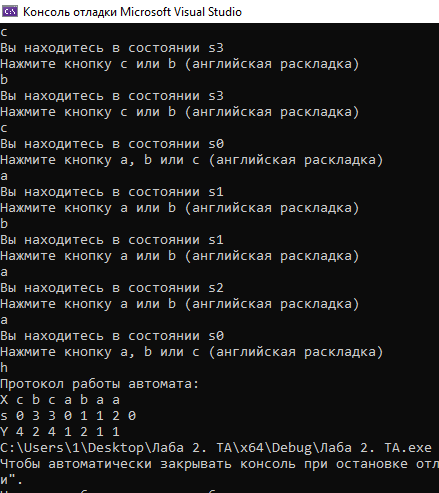 Консоль отладки Microsoft Visual Studio
c
Вы находитесь в состоянии s3
Нажмите кнопку c или b (английская раскладка)
b
Вы находитесь в состоянии s3
Нажмите кнопку c или b (английская раскладка)
c
Вы находитесь в состоянии s0
Нажмите кнопку a, b или c (английская раскладка)
a
Вы находитесь в состоянии s1
Нажмите кнопку a или b (английская раскладка)
b
Вы находитесь в состоянии s1
Нажмите кнопку a или b (английская раскладка)
a
Вы находитесь в состоянии s2
Нажмите кнопку a или b (английская раскладка)
a
Вы находитесь в состоянии s0
Нажмите кнопку a, b или c (английская раскладка)
h
Протокол работы автомата:
X c b c a b a a
s 0 3 3 0 1 1 2 0
Y 4 2 4 1 2 1 1
C:\Users\1\Desktop\Лаба 2. ТА\x64\Debug\Лаба 2. ТА.exe
Чтобы автоматически закрывать консоль при остановке отл
и".